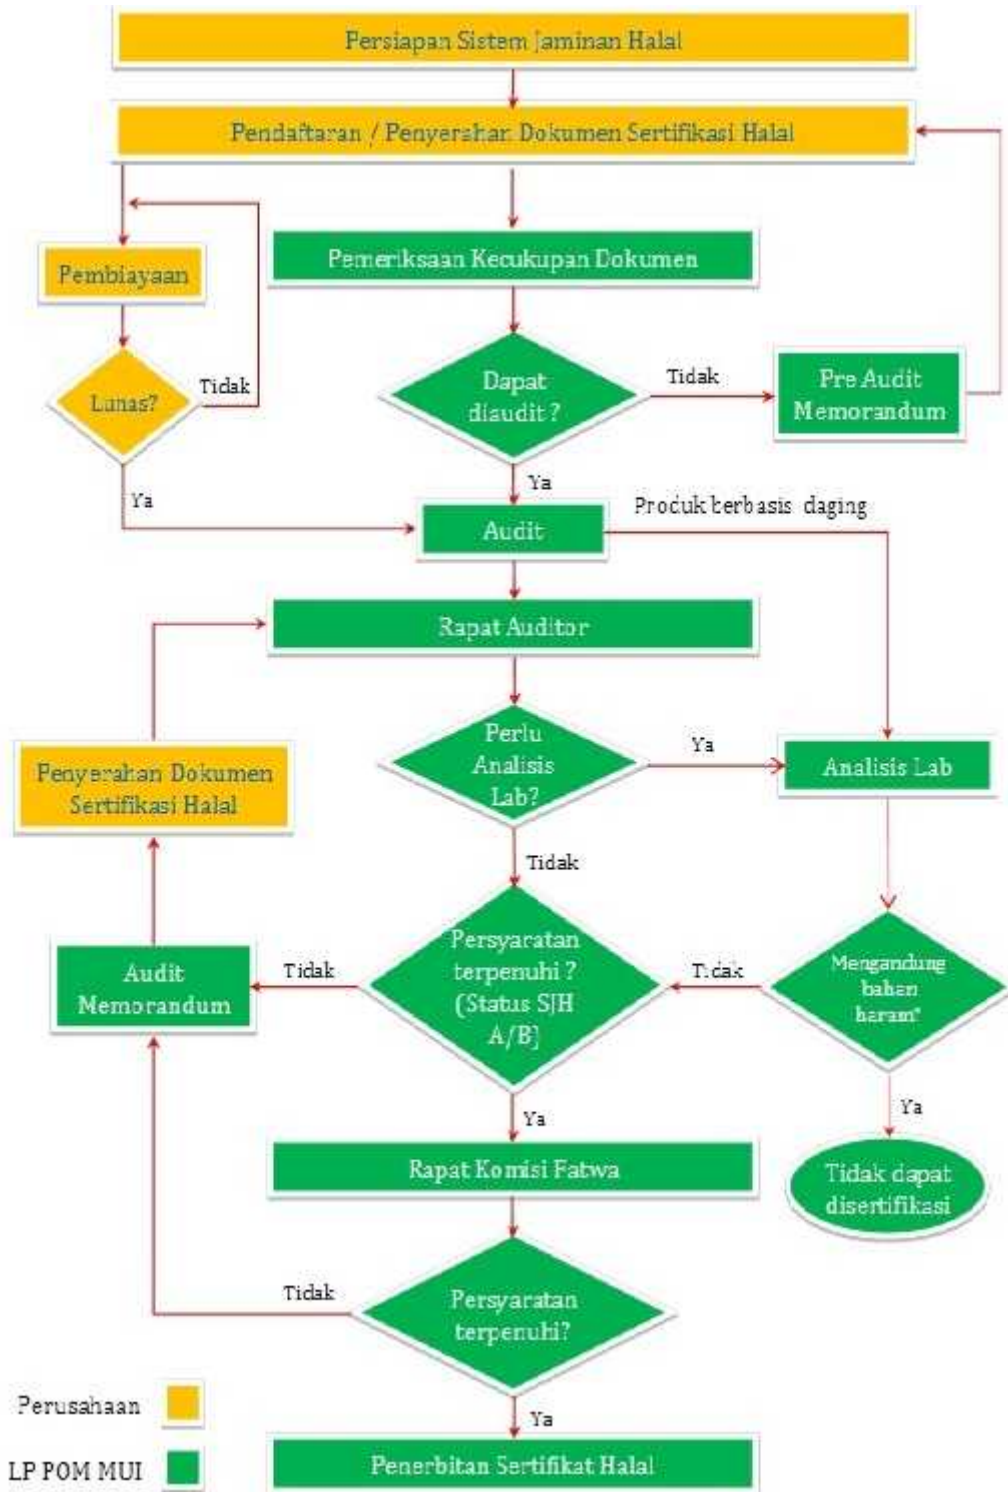 Persiapan Sistem Jaminan Halal
Pendaftaran / Penyerahan Dokumen Sertifikasi Halal
Pembiayaan
Pemeriksaan Kecukupan Dokumen
Lunas?
Tidak
Dapat
diaudit ?
Tidak
Pre Audit
Memorandum
Ya
Ya
Produk berbasis daging
Audit
Rapat Auditor
Penyerahan Dokumen
Sertifikasi Halal
Perlu
Analisis
Lab?
Ya
Analisis Lab
Tidak
Audit
Memorandum
Tidak
Persyaratan
terpenuhi ?
(Status SJH
A/B)
Tidak
Mengandung
bahan
haram*
Ya
Ya
Rapat Komisi Fatwa
Tidak dapat
disertifikasi
Tidak
Persyaratan
terpenuhi?
Perusahaan
Ya
LP POM MUI
Penerbitan Sertifikat Halal